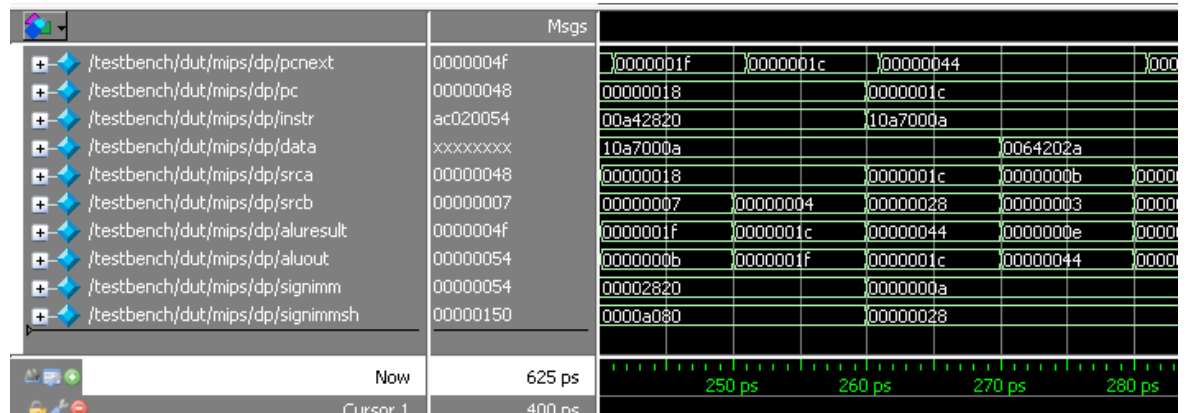 Msgs
/testbench/dut/mips/dp/pcnext 0000004f 0000001f 0000001c 00000044 000
/testbench/dut/mips/dp/pc 00000048 00000018 0000001c
/testbench/dut/mips/dp/instr ac020054 00a42820 10a7000a
/testbench/dut/mips/dp/data xxxxxxxx 10a7000a 0064202a
/testbench/dut/mips/dp/srca 00000048 00000018 0000001c 0000000b 0000
/testbench/dut/mips/dp/srcb 00000007 00000007 00000004 00000028 00000003 0000
/testbench/dut/mips/dp/aluresult 0000004f 0000001f 0000001c 00000044 0000000e 0000
/testbench/dut/mips/dp/aluout 00000054 0000000b 0000001f 0000001c 00000044 0000
/testbench/dut/mips/dp/signimm 00000054 00002820 0000000a
/testbench/dut/mips/dp/signimmsh 00000150 0000a080 00000028
Now 625 ps 250 ps 260 ps 270 ps 280 ps
Cursor 1 400 ps